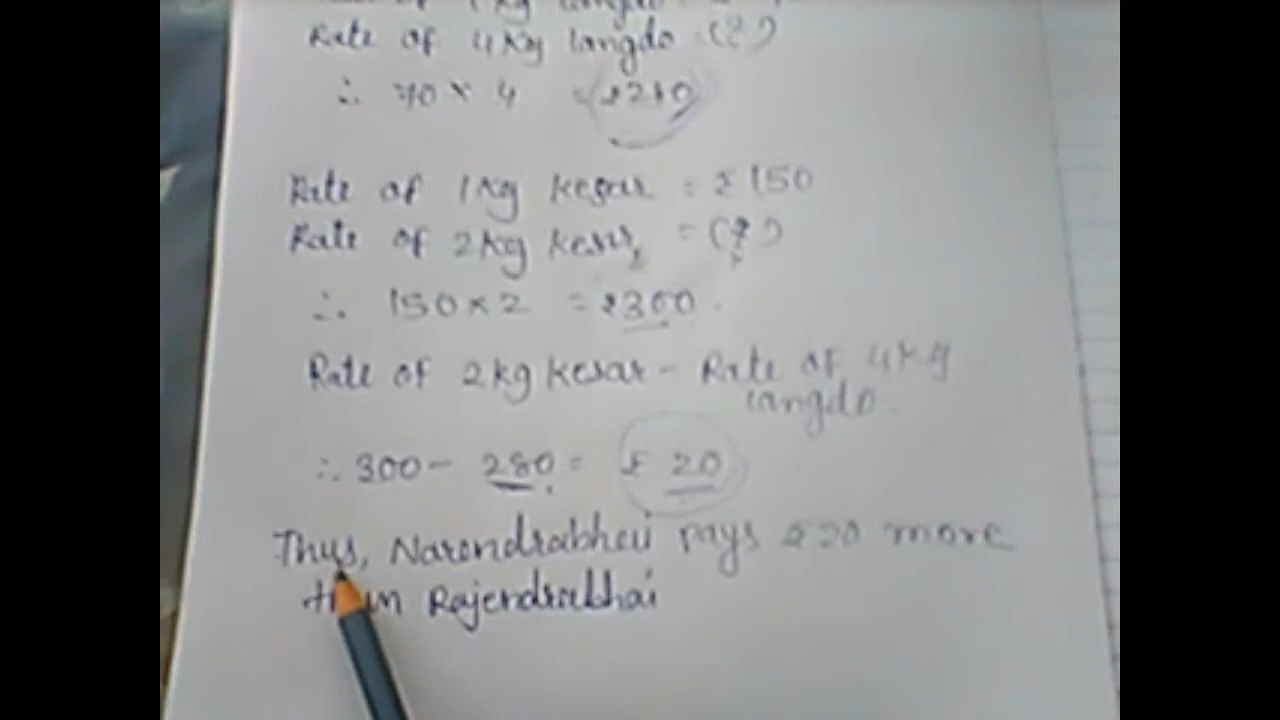 Rate of 4Kg langdo (?)
∴ 70 × 4 = ₹280
Rate of 1Kg kesar = ₹150
Rate of 2kg kesar = (?)
∴ 150 × 2 = ₹300
Rate of 2kg kesar - Rate of 4Kg
langdo.
∴ 300 - 280 = ₹ 20
Thus, Narendrabhai pays ₹20 more
than Rajendrabhai